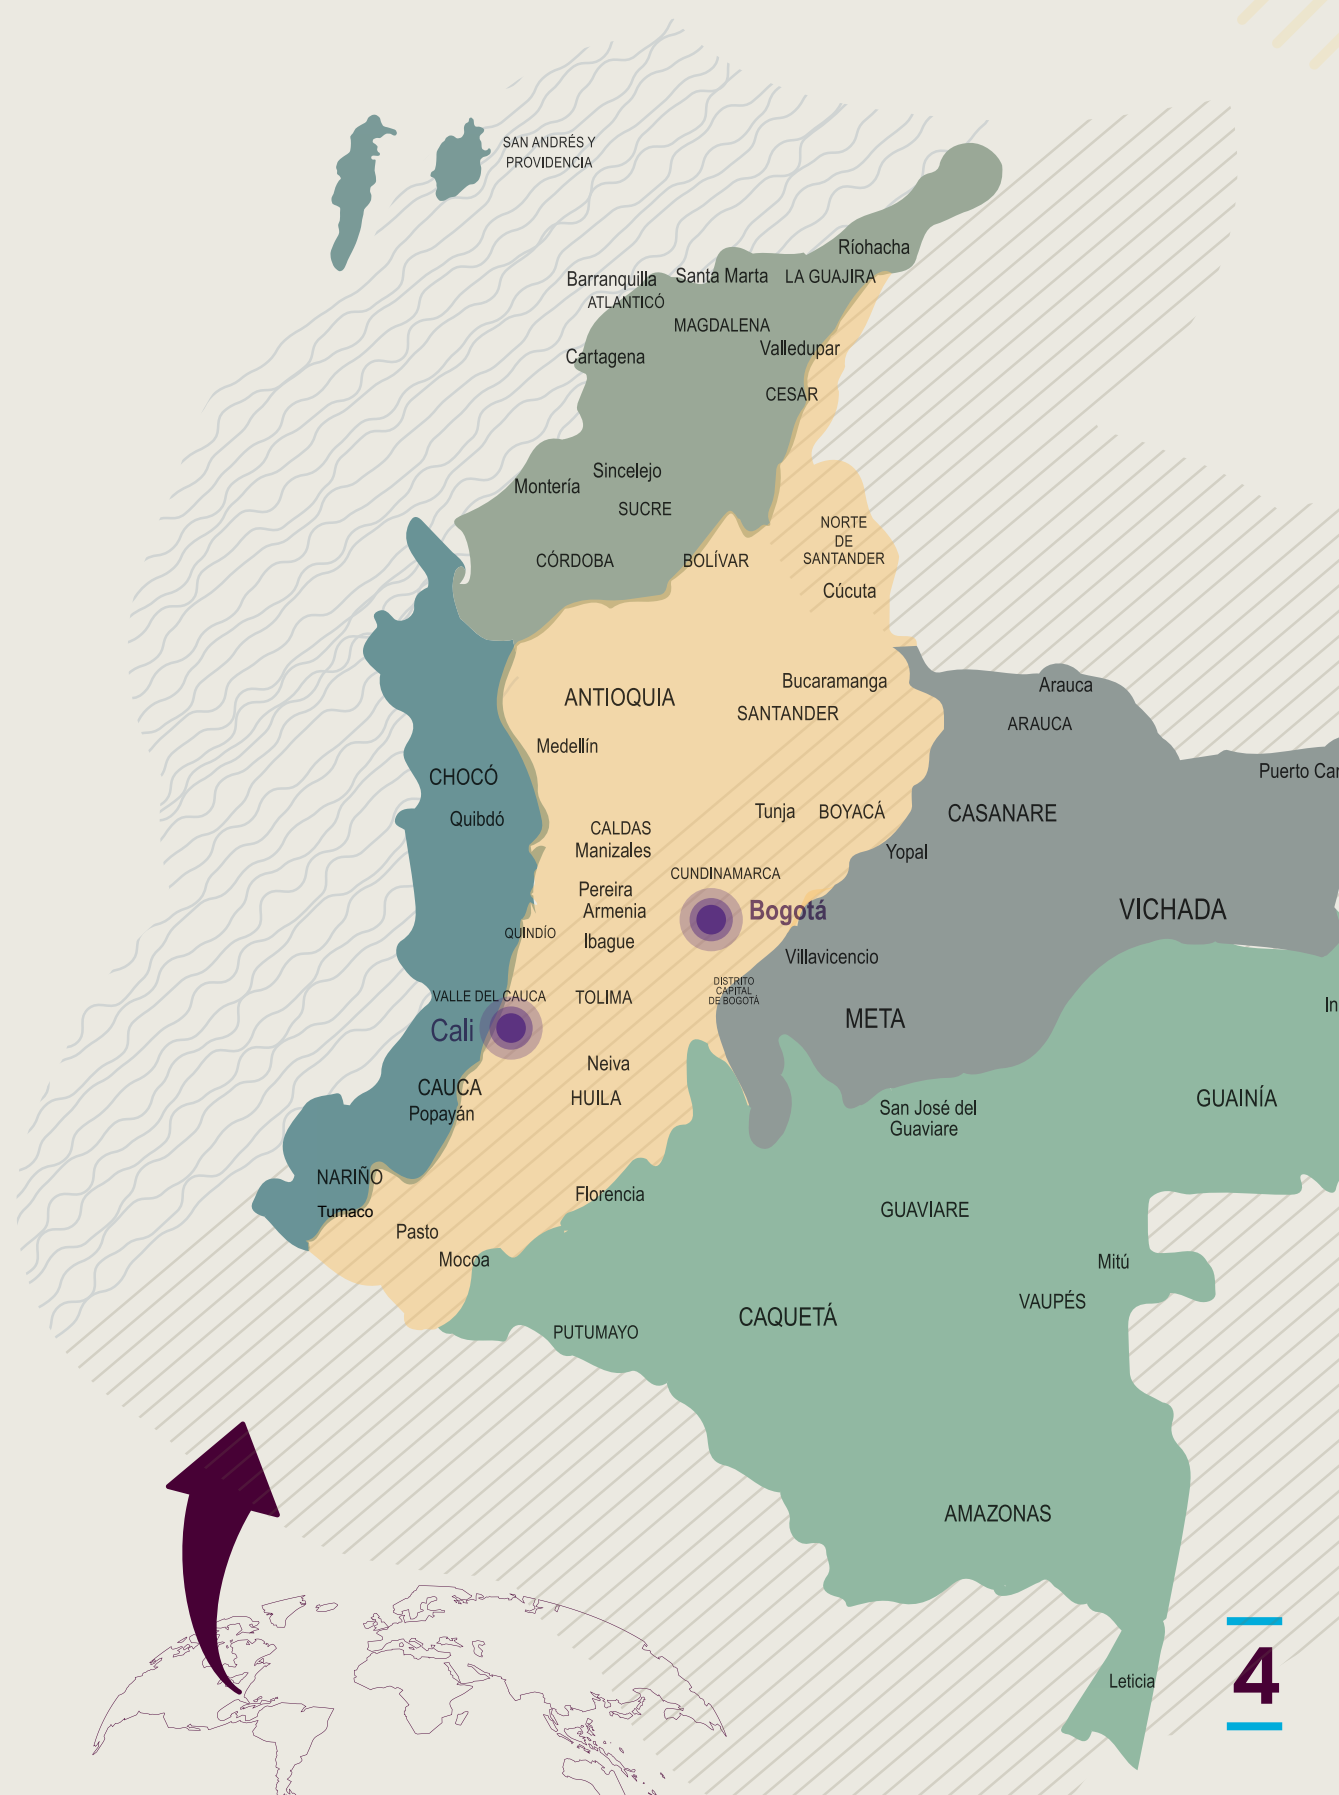 SAN ANDRÉS Y
PROVIDENCIA
Ríohacha
Barranquilla
Santa Marta
LA GUAJIRA
ATLANTICÓ
MAGDALENA
Valledupar
Cartagena
CESAR
Sincelejo
Montería
SUCRE
NORTE
DE
SANTANDER
CÓRDOBA
BOLÍVAR
Cúcuta
Bucaramanga
Arauca
ANTIOQUIA
SANTANDER
ARAUCA
Medellín
CHOCÓ
Puerto Car
Quibdó
Tunja
BOYACÁ
CASANARE
CALDAS
Manizales
Yopal
CUNDINAMARCA
Pereira
Armenia
Bogotá
VICHADA
QUINDÍO
Ibague
Villavicencio
DISTRITO
CAPITAL
DE BOGOTÁ
VALLE DEL CAUCA
TOLIMA
In
META
Cali
Neiva
CAUCA
HUILA
GUAINÍA
Popayán
San José del
Guaviare
NARIÑO
Florencia
Tumaco
GUAVIARE
Pasto
Mocoa
Mitú
VAUPÉS
CAQUETÁ
PUTUMAYO
AMAZONAS
Leticia
4